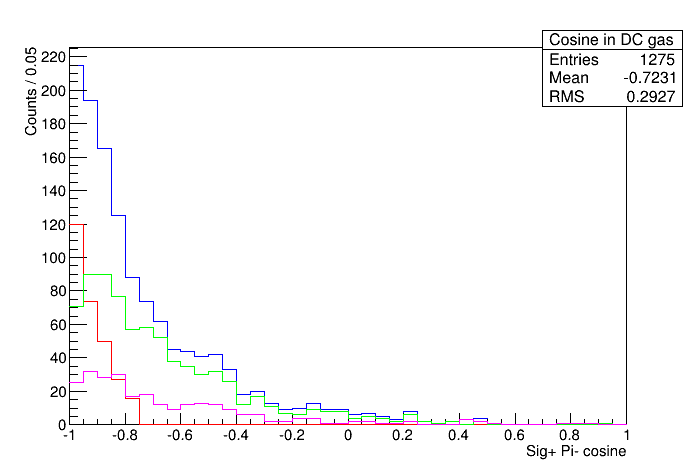 Cosine in DC gas
Entries 1275
Mean -0.7231
RMS 0.2927
Counts / 0.05
220
200
180
160
140
120
100
80
60
40
20
0
-1 -0.8 -0.6 -0.4 -0.2 0 0.2 0.4 0.6 0.8 1
Sig+ Pi- cosine